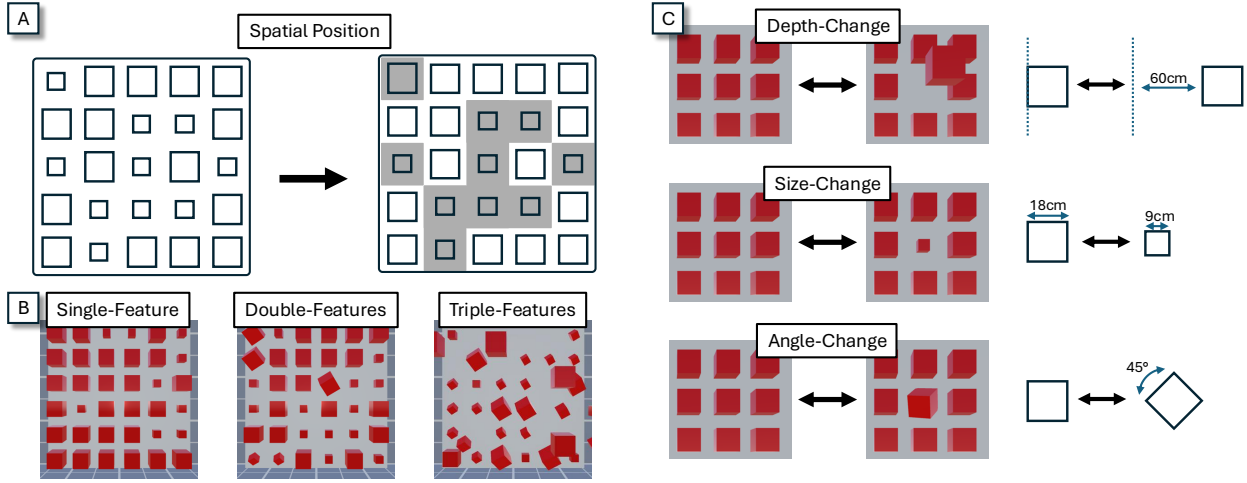 A
Spatial Position
B
Single-Feature
Double-Features
Triple-Features
C
Depth-Change
60cm
Size-Change
18cm
9cm
Angle-Change
45º